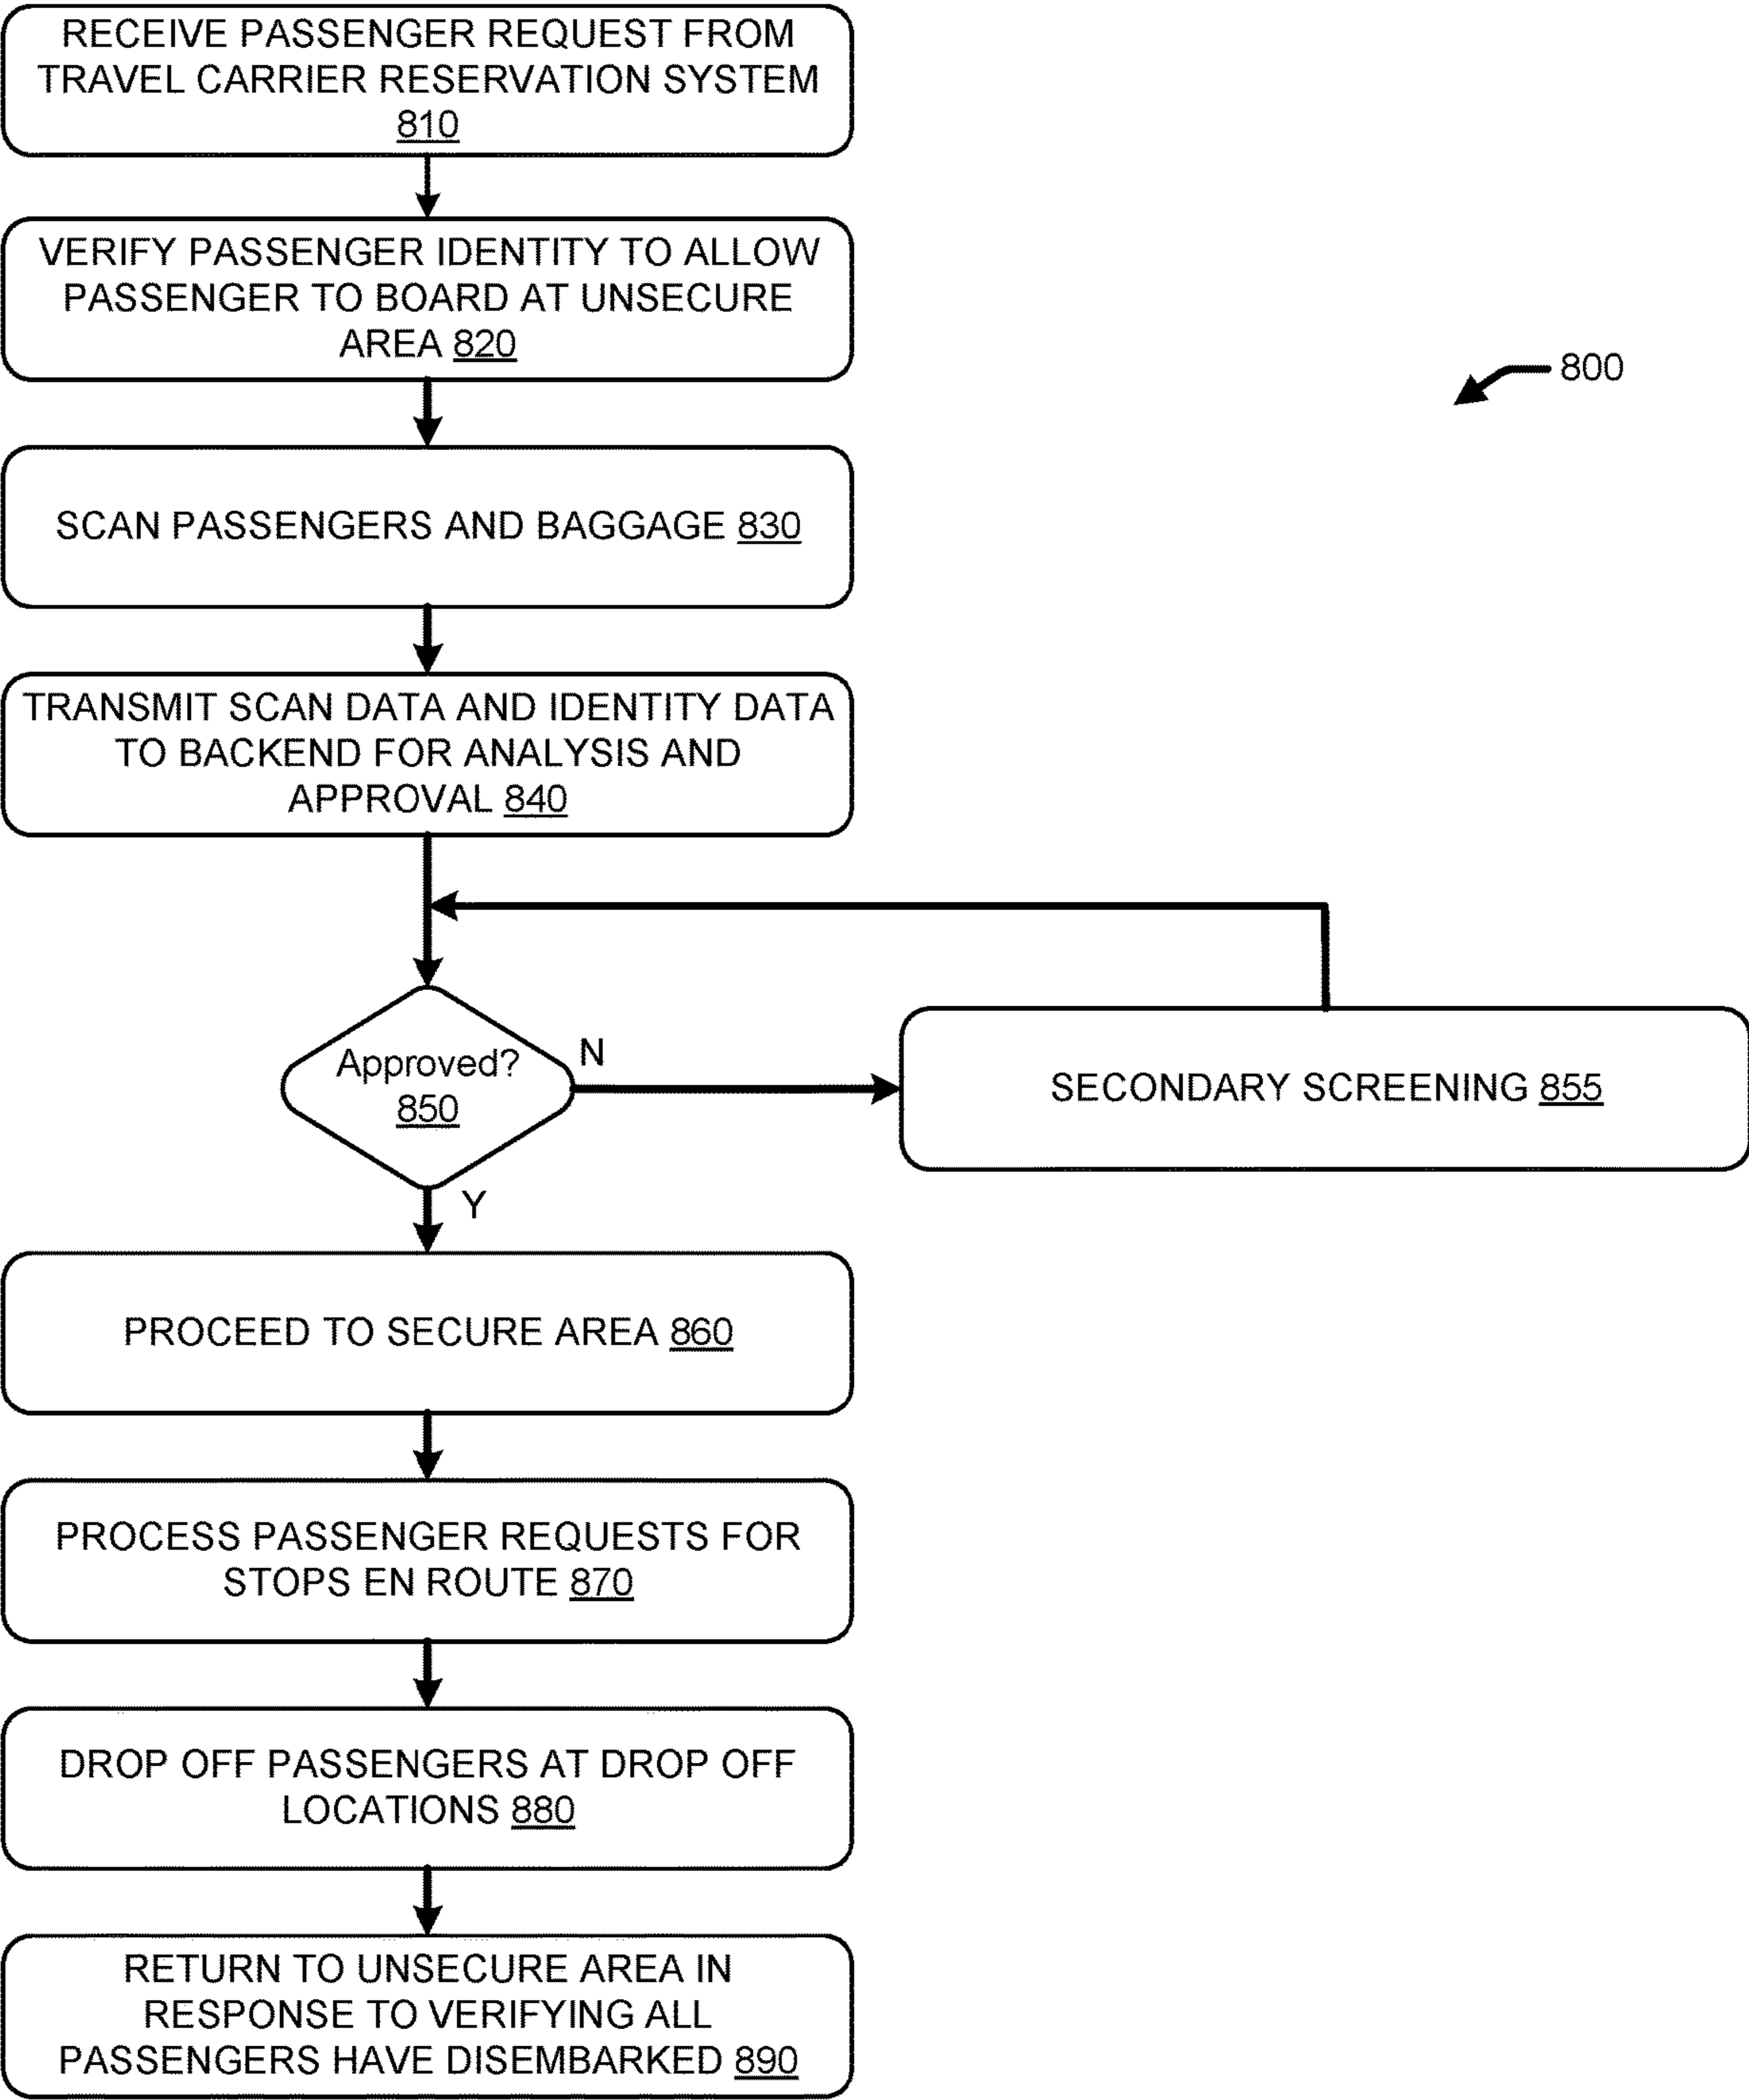 RECEIVE PASSENGER REQUEST FROM
TRAVEL CARRIER RESERVATION SYSTEM
810
VERIFY PASSENGER IDENTITY TO ALLOW
PASSENGER TO BOARD AT UNSECURE
AREA 820
800
SCAN PASSENGERS AND BAGGAGE 830
TRANSMIT SCAN DATA AND IDENTITY DATA
TO BACKEND FOR ANALYSIS AND
APPROVAL 840
Approved?
850
N
SECONDARY SCREENING 855
Y
PROCEED TO SECURE AREA 860
PROCESS PASSENGER REQUESTS FOR
STOPS EN ROUTE 870
DROP OFF PASSENGERS AT DROP OFF
LOCATIONS 880
RETURN TO UNSECURE AREA IN
RESPONSE TO VERIFYING ALL
PASSENGERS HAVE DISEMBARKED 890